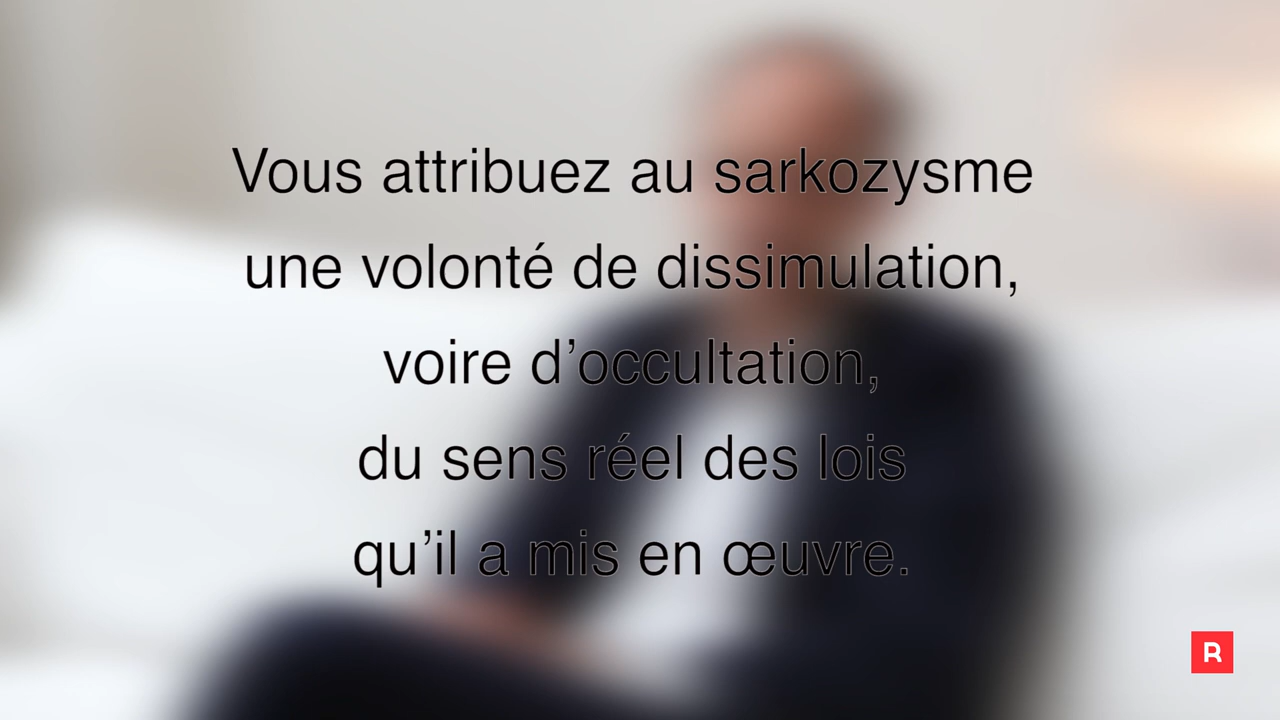 Vous attribuez au sarkozysme
une volonté de dissimulation,
voire d’occultation,
du sens réel des lois
qu’il a mis en œuvre.
R